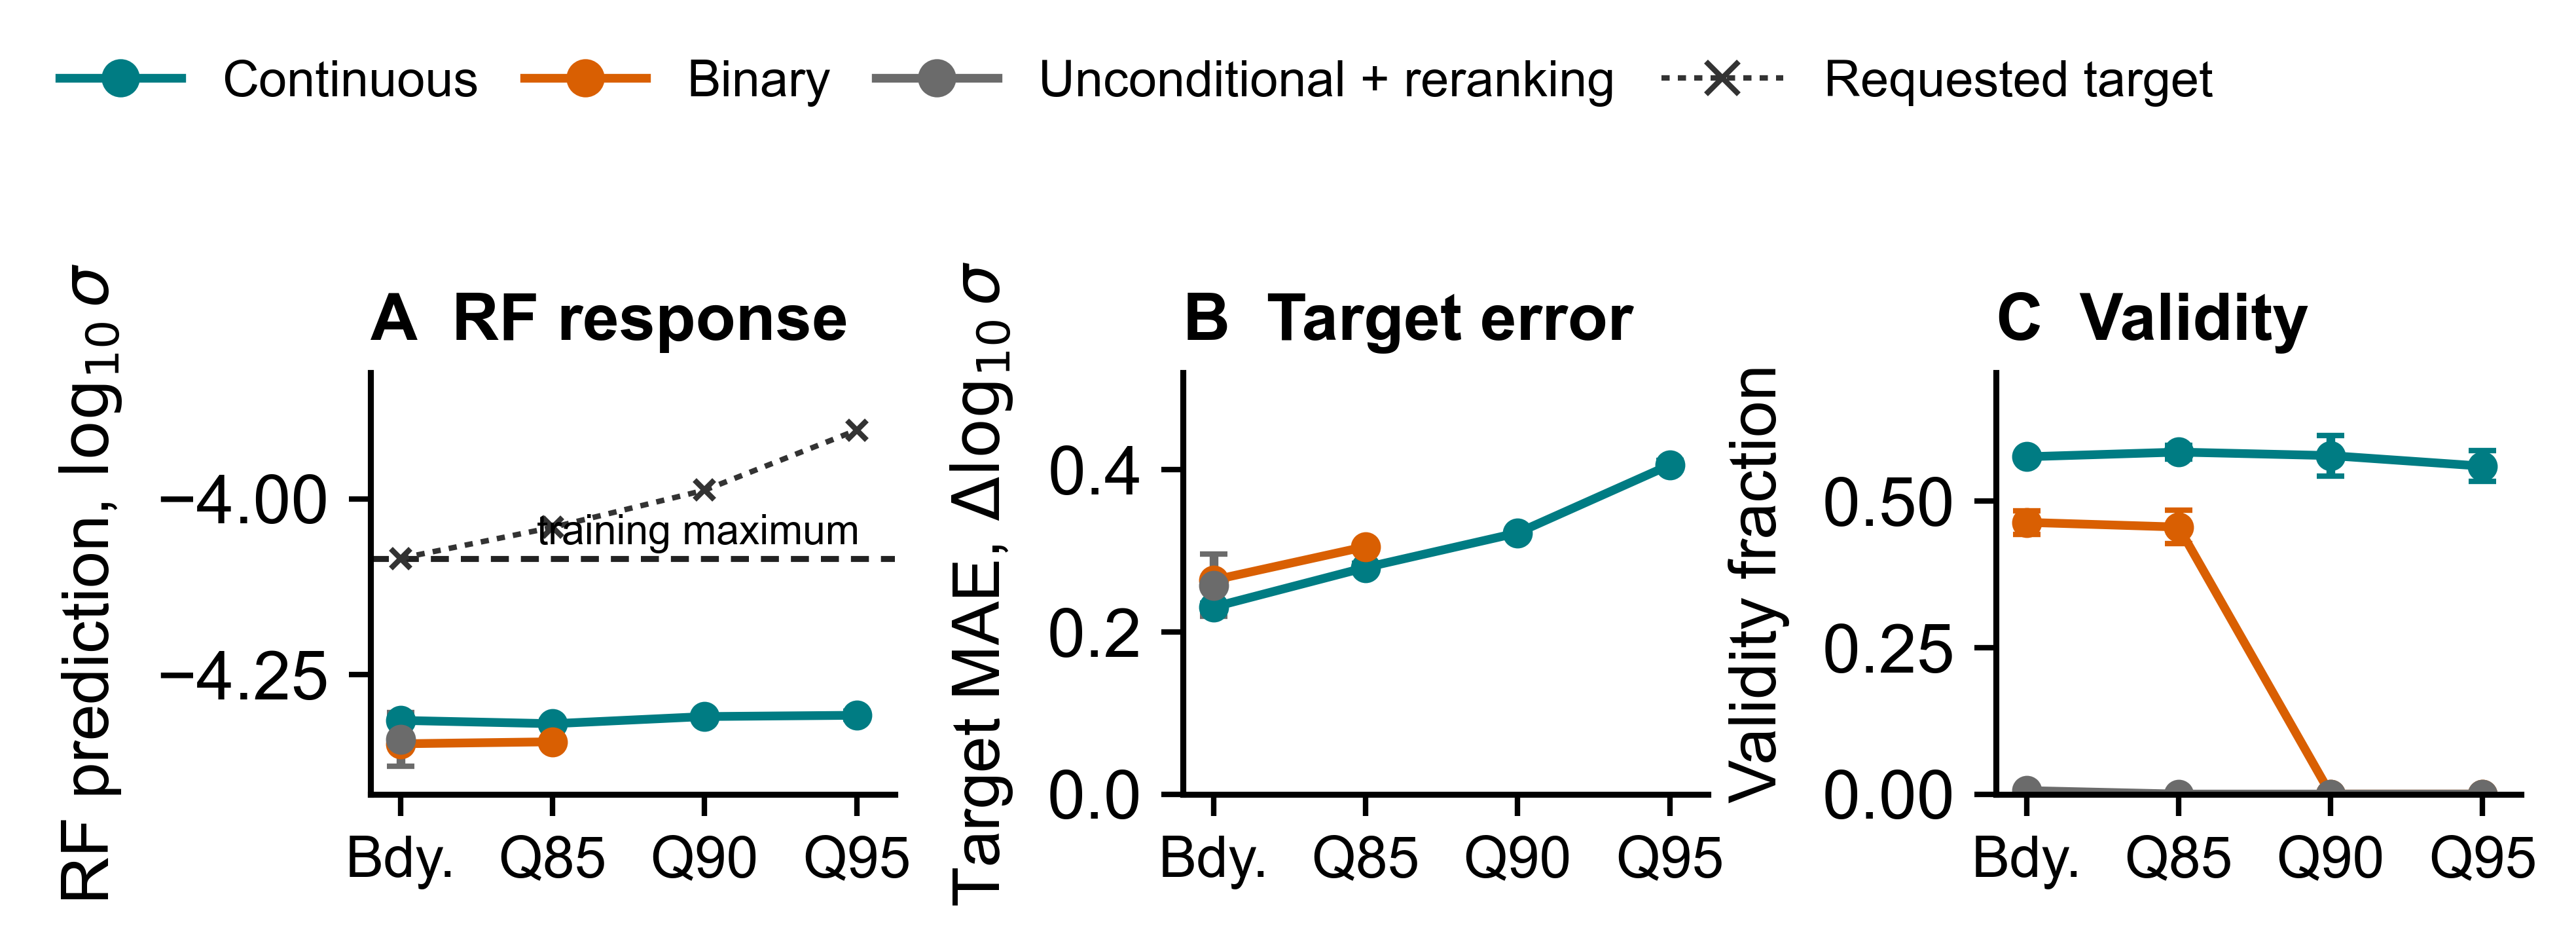 Continuous Binary Unconditional + reranking Requested target
A RF response
RF prediction, log₁₀ σ
−4.00
−4.25
training maximum
Bdy. Q85 Q90 Q95
B Target error
Target MAE, Δlog₁₀ σ
0.4
0.2
0.0
Bdy. Q85 Q90 Q95
C Validity
Validity fraction
0.50
0.25
0.00
Bdy. Q85 Q90 Q95